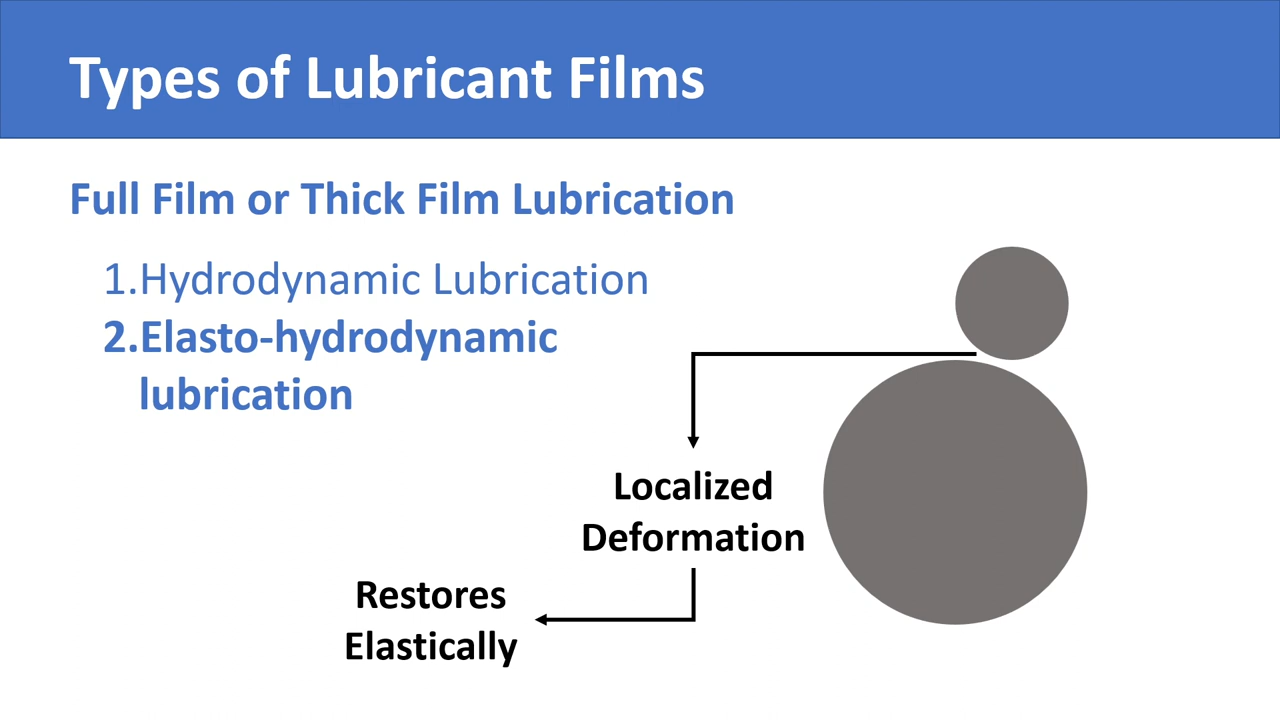 Types of Lubricant Films
Full Film or Thick Film Lubrication
1.Hydrodynamic Lubrication
2.Elasto-hydrodynamic
lubrication
Localized
Deformation
Restores
Elastically